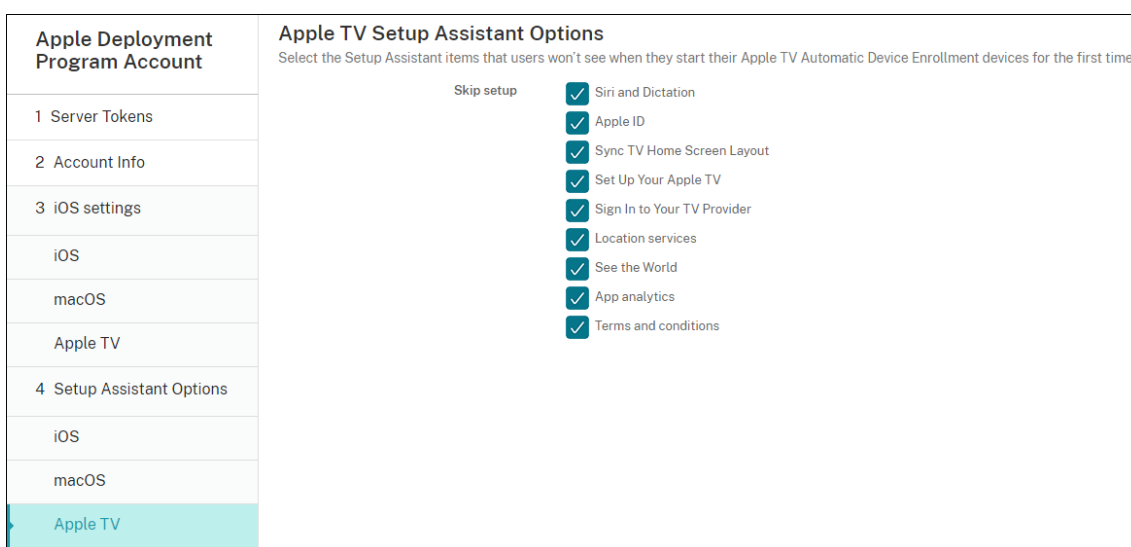 Apple Deployment
Program Account
1 Server Tokens
2 Account Info
3 iOS settings
iOS
macOS
Apple TV
4 Setup Assistant Options
iOS
macOS
Apple TV
Apple TV Setup Assistant Options
Select the Setup Assistant items that users won't see when they start their Apple TV Automatic Device Enrollment devices for the first time
Skip setup
Siri and Dictation
Apple ID
Sync TV Home Screen Layout
Set Up Your Apple TV
Sign In to Your TV Provider
Location services
See the World
App analytics
Terms and conditions